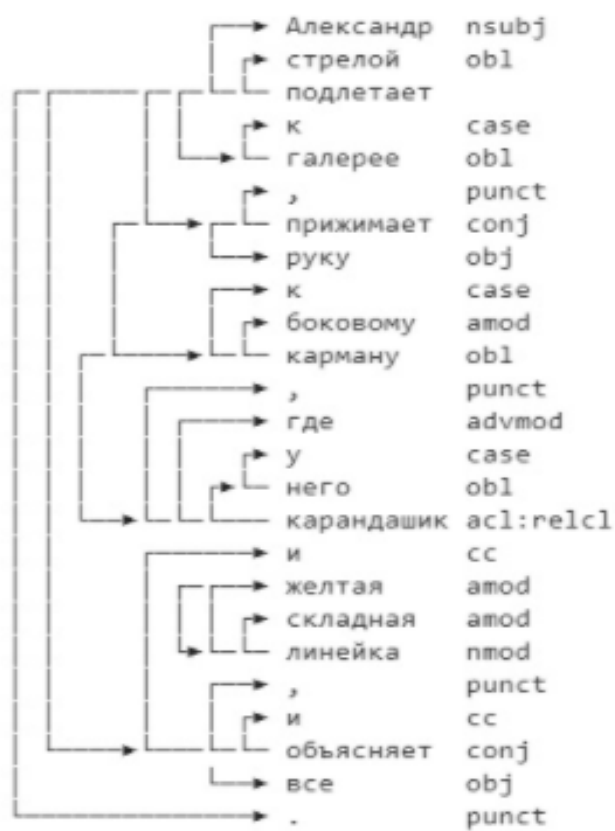 Александр nsubj
стрелой obl
подлетает
к case
галерее obl
, punct
прижимает conj
руку obj
к case
боковому amod
карману obl
, punct
где advmod
у case
него obl
карандашик acl:relcl
и cc
желтая amod
складная amod
линейка nmod
, punct
и cc
объясняет conj
все obj
. punct